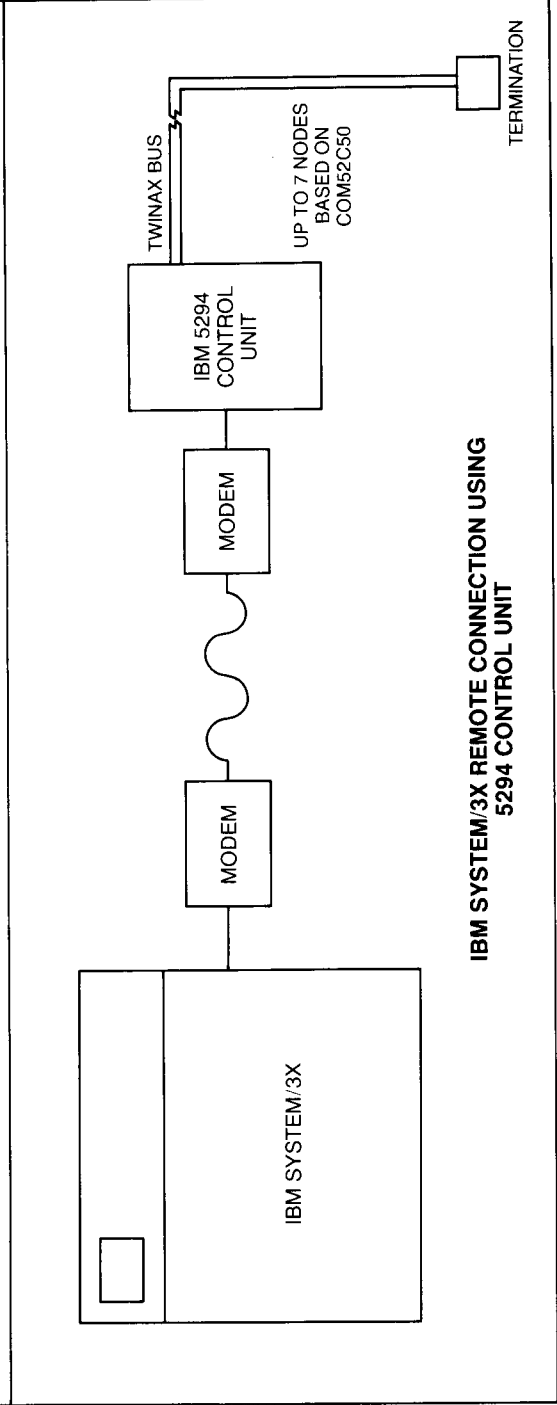 IBM SYSTEM/3X
MODEM
MODEM
IBM 5294
CONTROL
UNIT
TWINAX BUS
UP TO 7 NODES
BASED ON
COM52C50
TERMINATION
IBM SYSTEM/3X REMOTE CONNECTION USING
5294 CONTROL UNIT